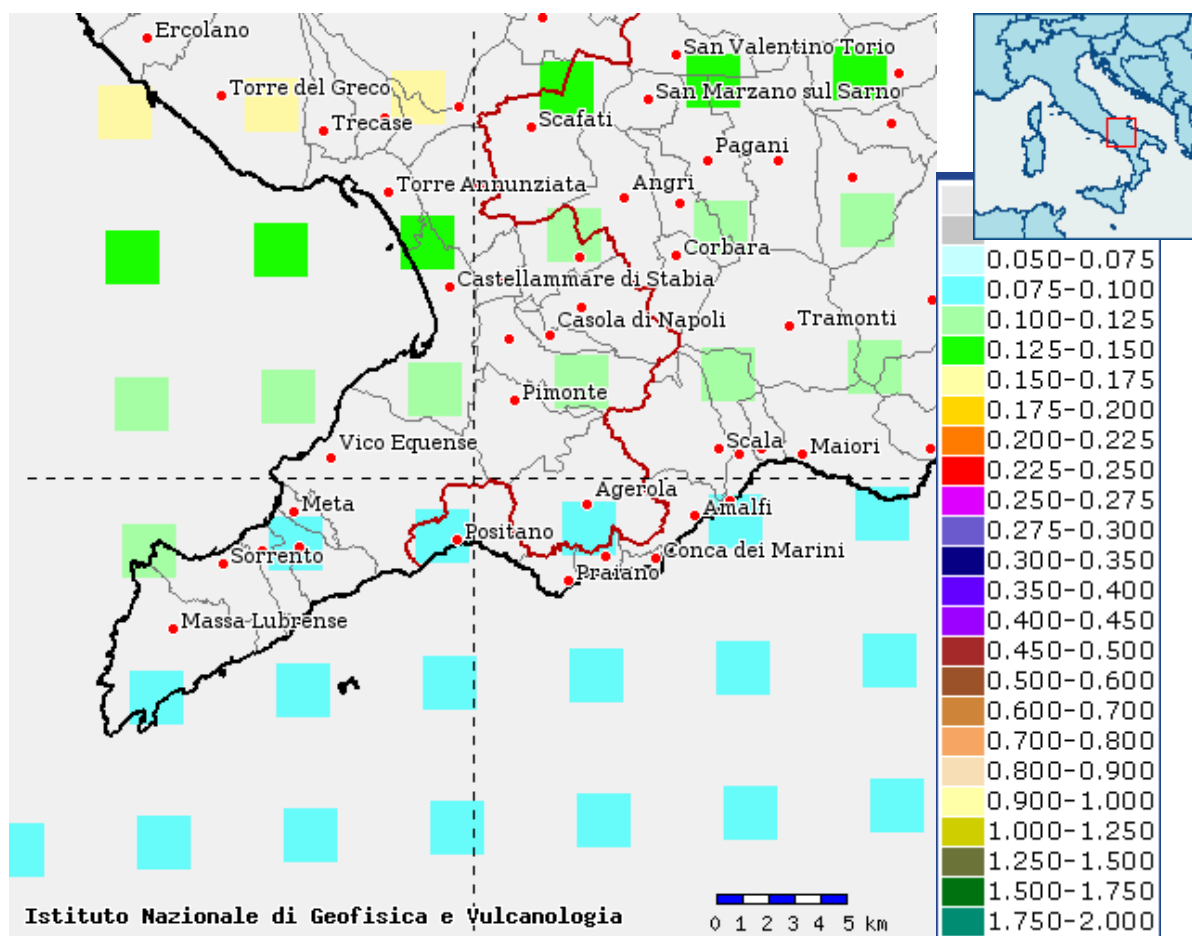 Ercolano
San Valentino Torio
Torre del Greco
San Marzano sul Sarno
Trecase
Scafati
Pagani
Torre Annunziata
Angri
Corbara
Castellammare di Stabia
Casola di Napoli
Tramonti
Pimonte
Vico Equense
Scala
Maiori
Agerola
Meta
Amalfi
Positano
Sorrento
Conca dei Marini
Praiano
Massa Lubrense
Istituto Nazionale di Geofisica e Vulcanologia
0 1 2 3 4 5 km
0.050-0.075
0.075-0.100
0.100-0.125
0.125-0.150
0.150-0.175
0.175-0.200
0.200-0.225
0.225-0.250
0.250-0.275
0.275-0.300
0.300-0.350
0.350-0.400
0.400-0.450
0.450-0.500
0.500-0.600
0.600-0.700
0.700-0.800
0.800-0.900
0.900-1.000
1.000-1.250
1.250-1.500
1.500-1.750
1.750-2.000